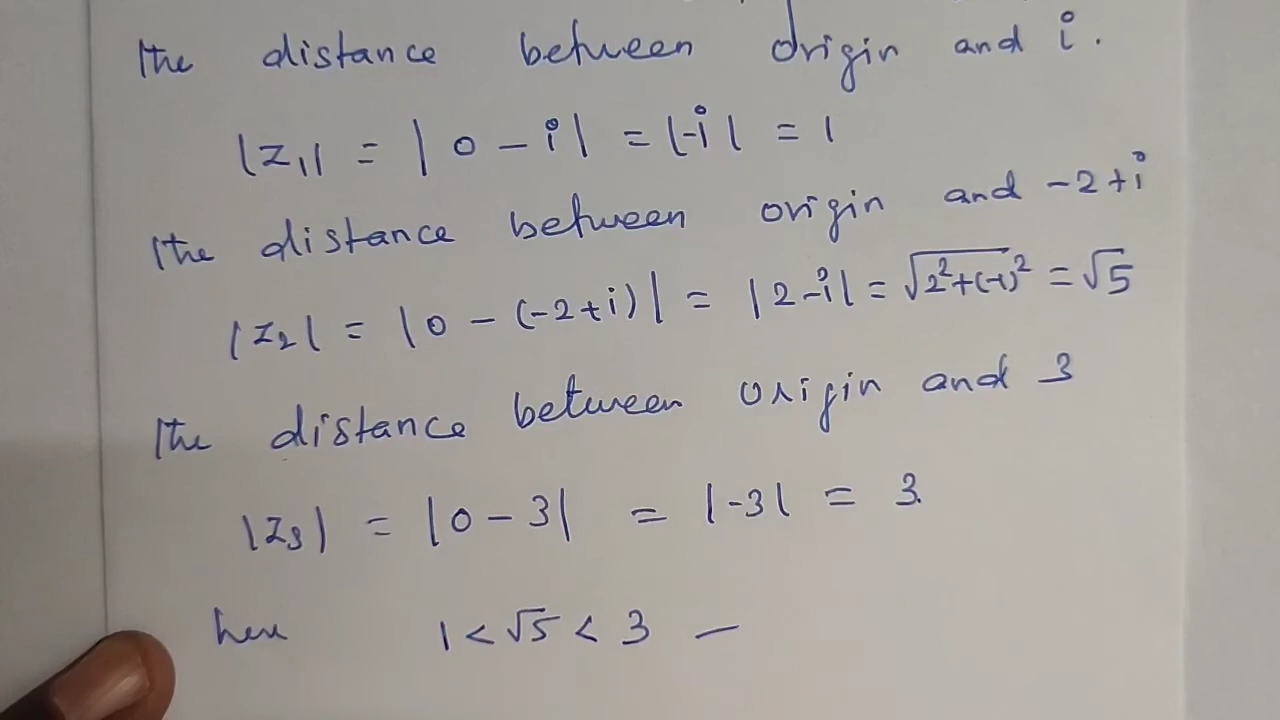 The distance between origin and i.
|z₁| = |0 - i| = |-i| = 1
The distance between origin and -2+i
|z₂| = |0 - (-2+i)| = |2-i| = √2²+(-1)² = √5
The distance between origin and 3
|z₃| = |0 - 3| = |-3| = 3.
here 1 < √5 < 3 —